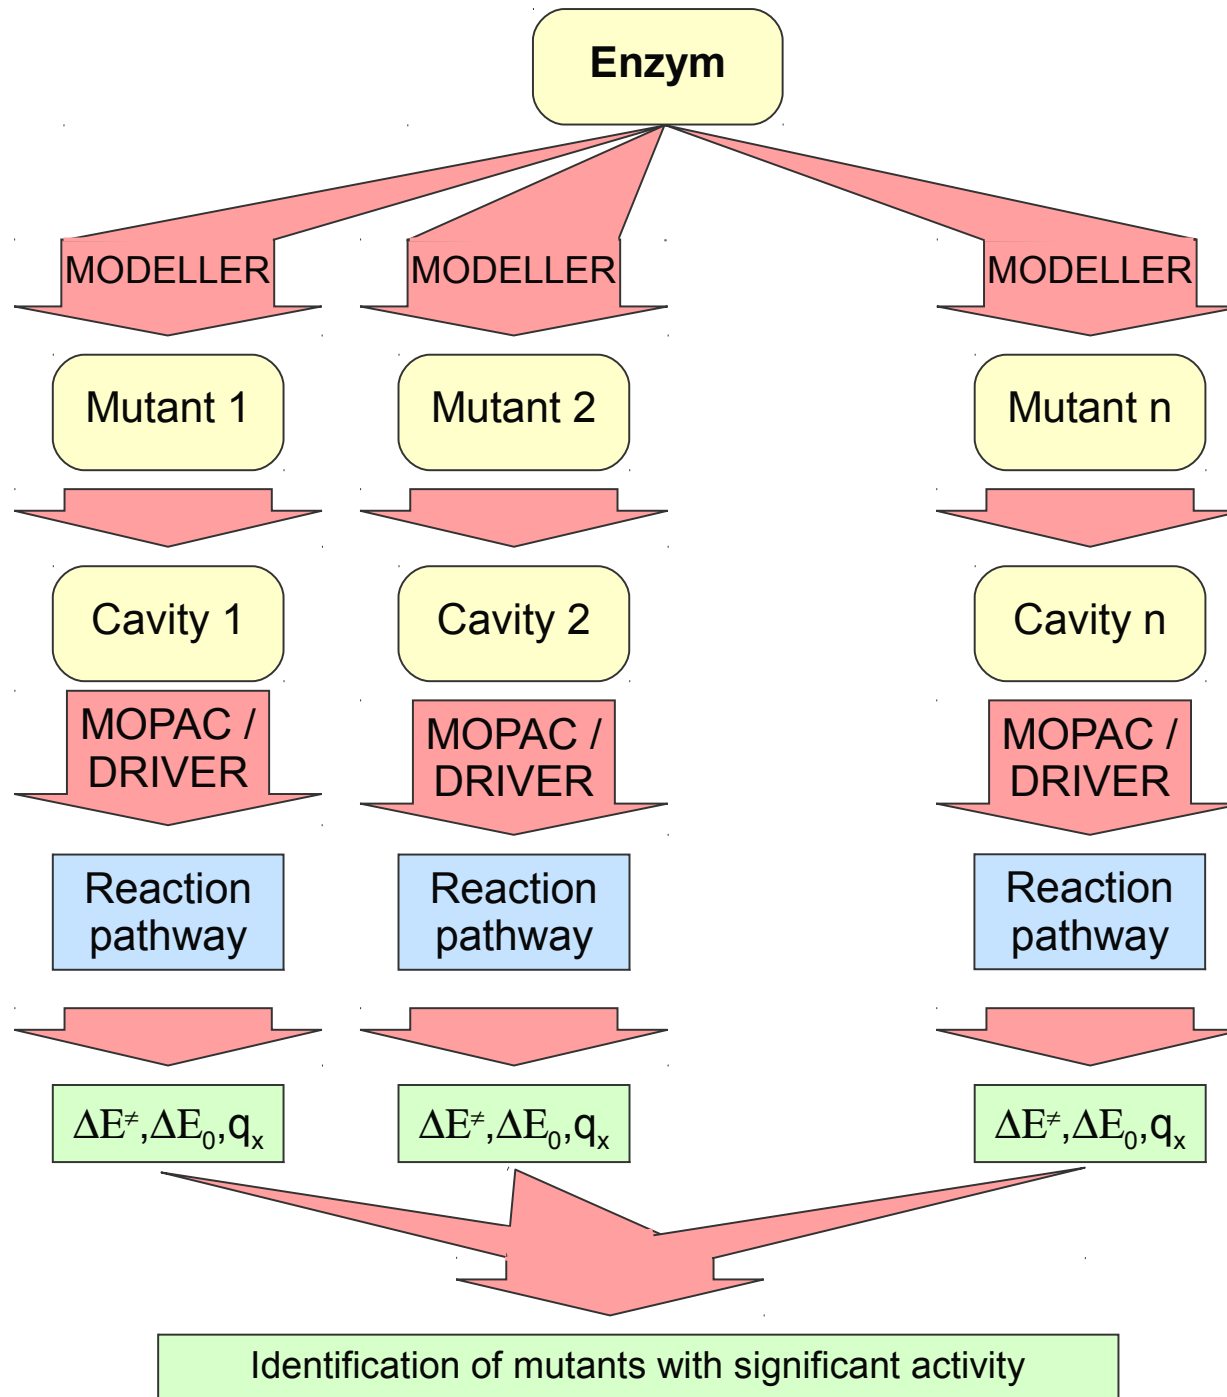 Enzym
MODELLER MODELLER MODELLER
Mutant 1 Mutant 2 Mutant n
Cavity 1 Cavity 2 Cavity n
MOPAC / MOPAC / MOPAC /
DRIVER DRIVER DRIVER
Reaction Reaction Reaction
pathway pathway pathway
ΔE≠,ΔE₀,qₓ ΔE≠,ΔE₀,qₓ ΔE≠,ΔE₀,qₓ
Identification of mutants with significant activity